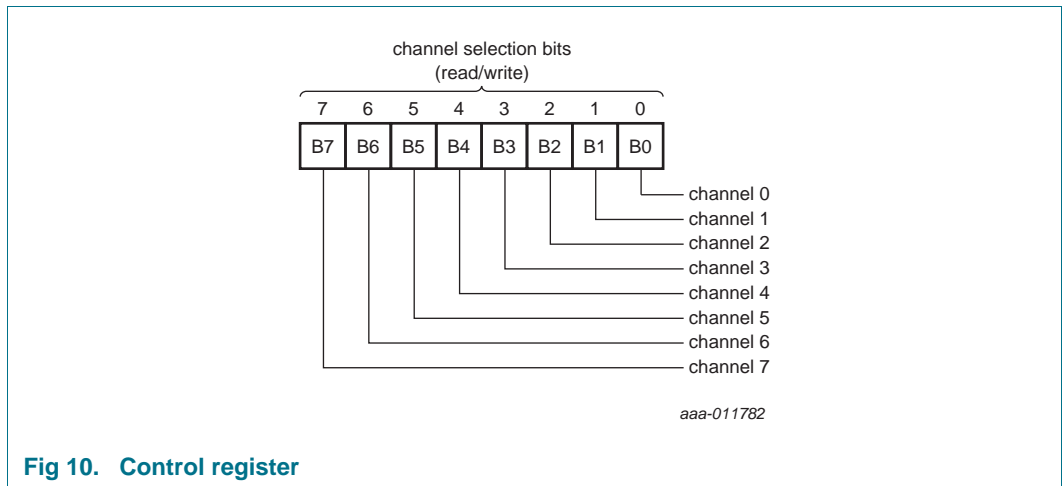 channel selection bits
(read/write)
7 6 5 4 3 2 1 0
B7 B6 B5 B4 B3 B2 B1 B0
channel 0
channel 1
channel 2
channel 3
channel 4
channel 5
channel 6
channel 7
aaa-011782
Fig 10. Control register